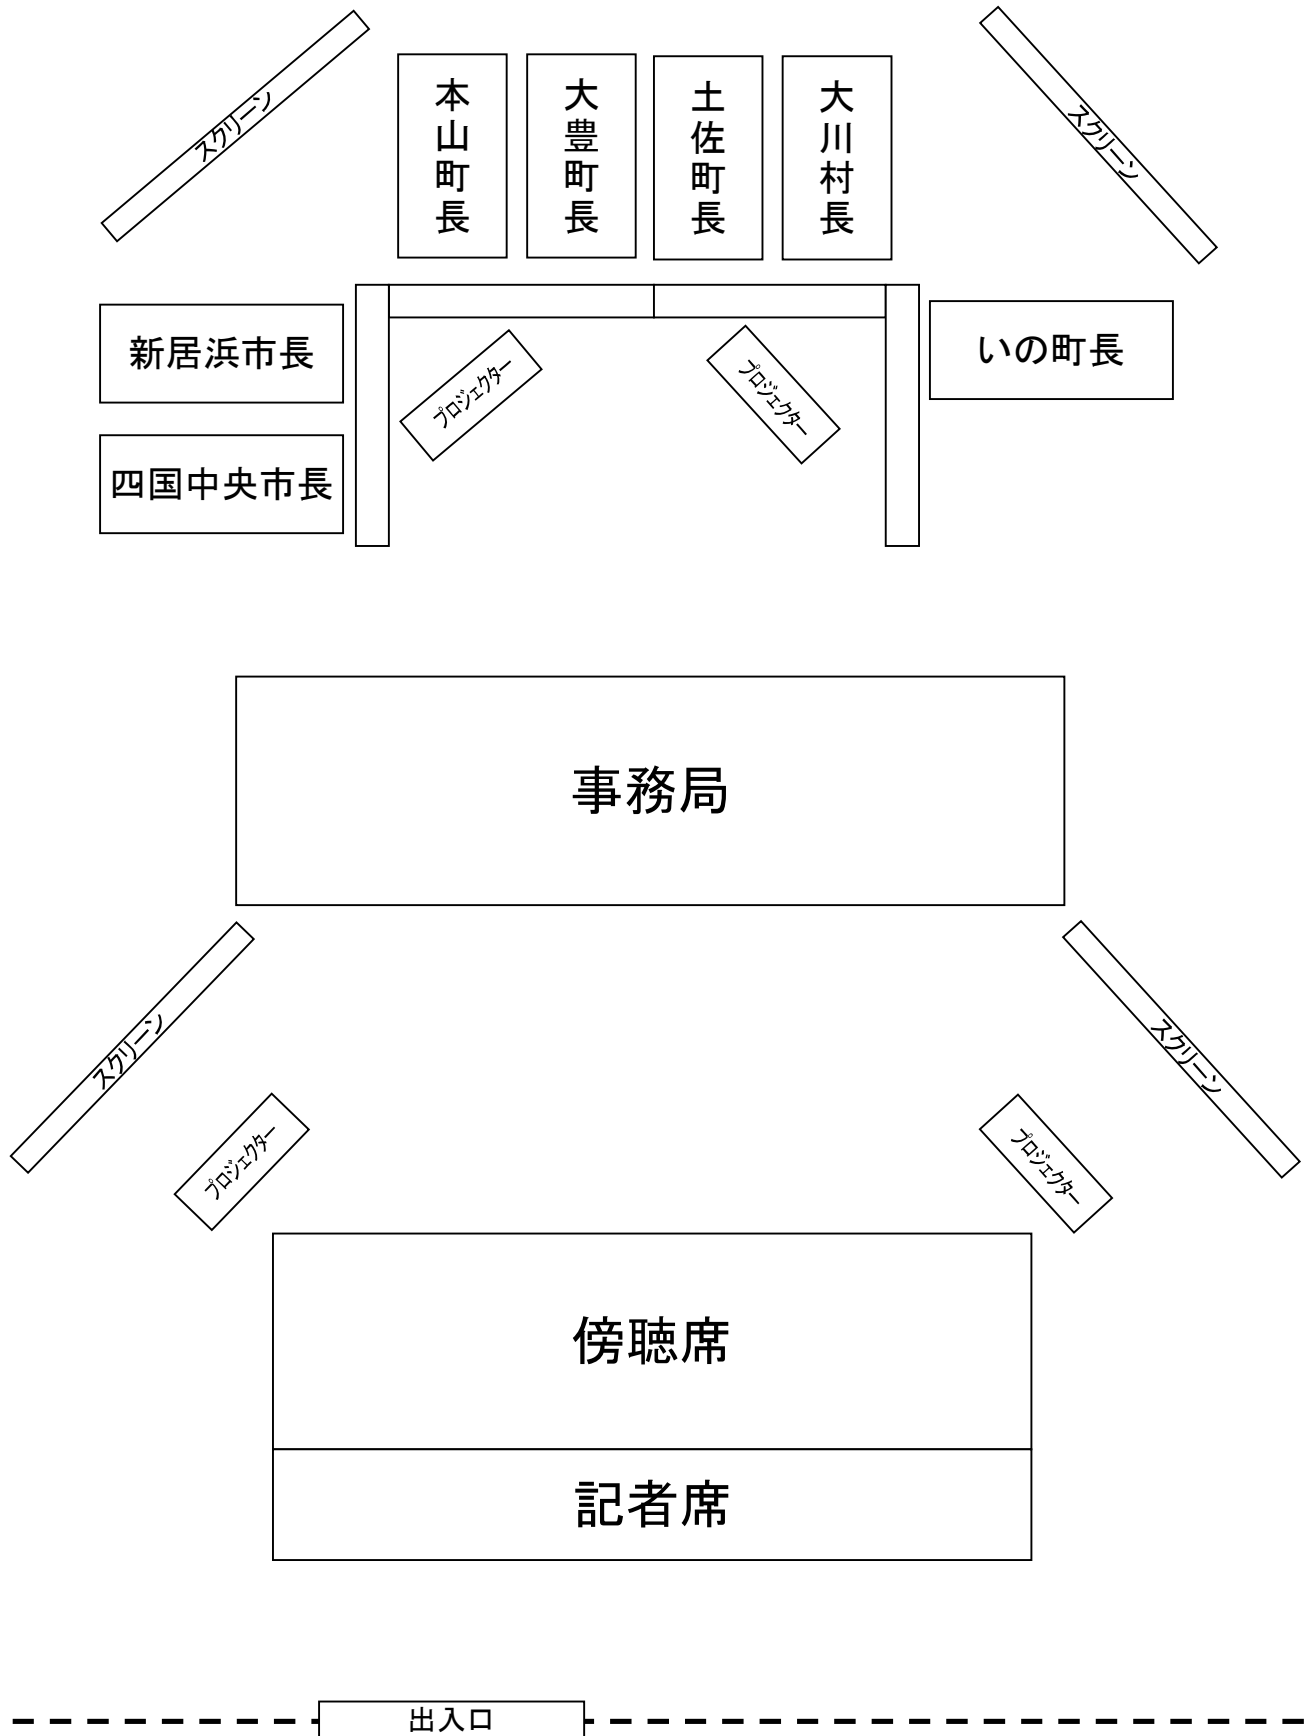 スクリーン
スクリーン
本山町長
大豊町長
土佐町長
大川村長
新居浜市長
いの町長
プロジェクター
プロジェクター
四国中央市長
事務局
スクリーン
スクリーン
プロジェクター
プロジェクター
傍聴席
記者席
出入口